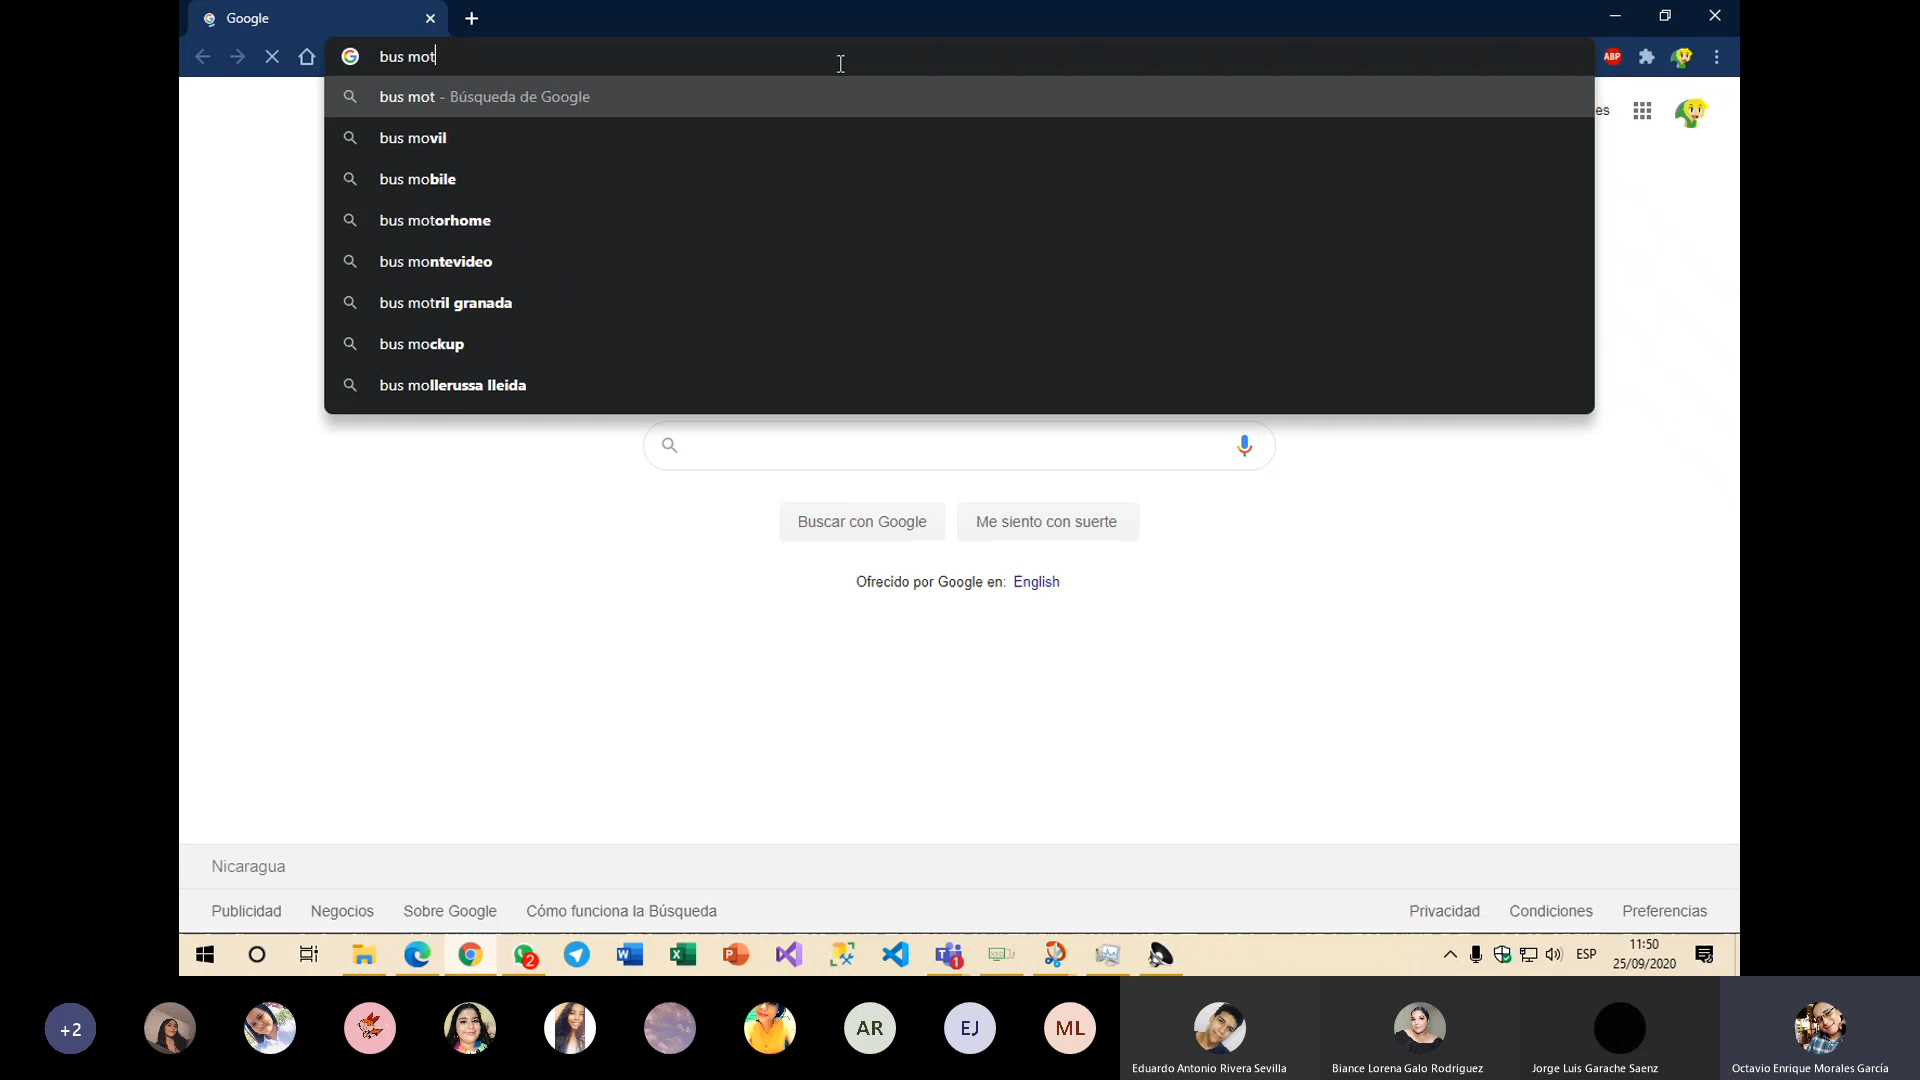 Google
bus mot
ABP
bus mot - Búsqueda de Google
es
bus movil
bus mobile
bus motorhome
bus montevideo
bus motril granada
bus mockup
bus mollerussa lleida
Buscar con Google
Me siento con suerte
Ofrecido por Google en: English
Nicaragua
Publicidad
Negocios
Sobre Google
Cómo funciona la Búsqueda
Privacidad
Condiciones
Preferencias
2
1
ESP
11:50
25/09/2020
+2
AR
EJ
ML
Eduardo Antonio Rivera Sevilla
Biance Lorena Galo Rodriguez
Jorge Luis Garache Saenz
Octavio Enrique Morales García